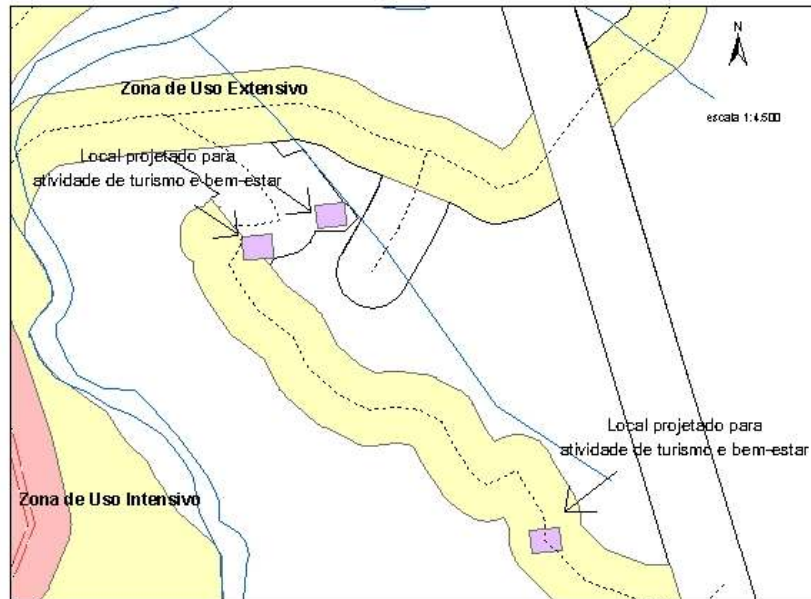 N
Zona de Uso Extensivo
escala 1:4.500
Local projetado para
atividade de turismo e bem-estar
Local projetado para
atividade de turismo e bem-estar
Zona de Uso Intensivo